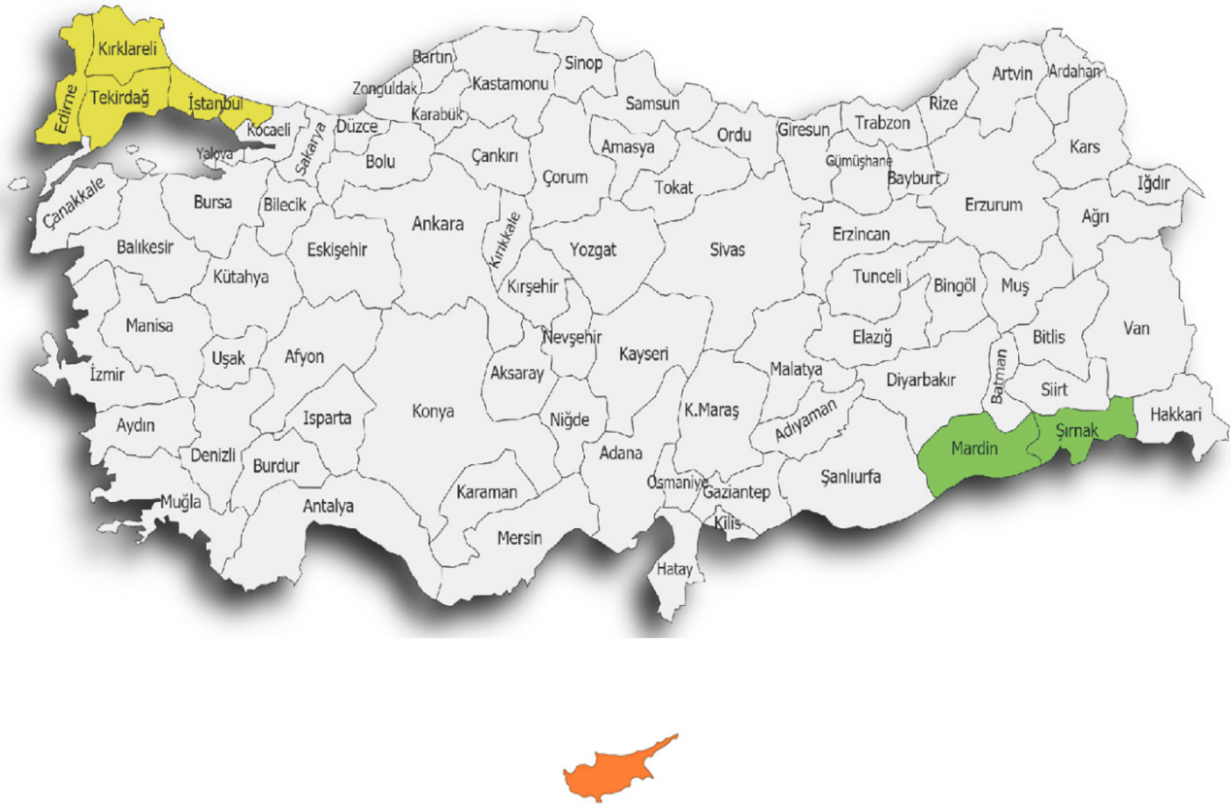 Kırklareli
Edirne
Tekirdağ
İstanbul
Kocaeli
Yalova
Sakarya
Düzce
Zonguldak
Bartın
Karabük
Kastamonu
Sinop
Samsun
Ordu
Giresun
Trabzon
Rize
Artvin
Ardahan
Kars
Iğdır
Ağrı
Erzurum
Bayburt
Gümüşhane
Tokat
Amasya
Çorum
Çankırı
Bolu
Bilecik
Bursa
Çanakkale
Balıkesir
Kütahya
Eskişehir
Ankara
Kırıkkale
Yozgat
Sivas
Erzincan
Tunceli
Bingöl
Muş
Bitlis
Van
Kırşehir
Nevşehir
Kayseri
Malatya
Elazığ
Diyarbakır
Batman
Siirt
Hakkari
Şırnak
Mardin
Manisa
Uşak
Afyon
İzmir
Aydın
Denizli
Isparta
Burdur
Konya
Aksaray
Niğde
Adana
K.Maraş
Adıyaman
Şanlıurfa
Muğla
Antalya
Karaman
Mersin
Osmaniye
Gaziantep
Kilis
Hatay